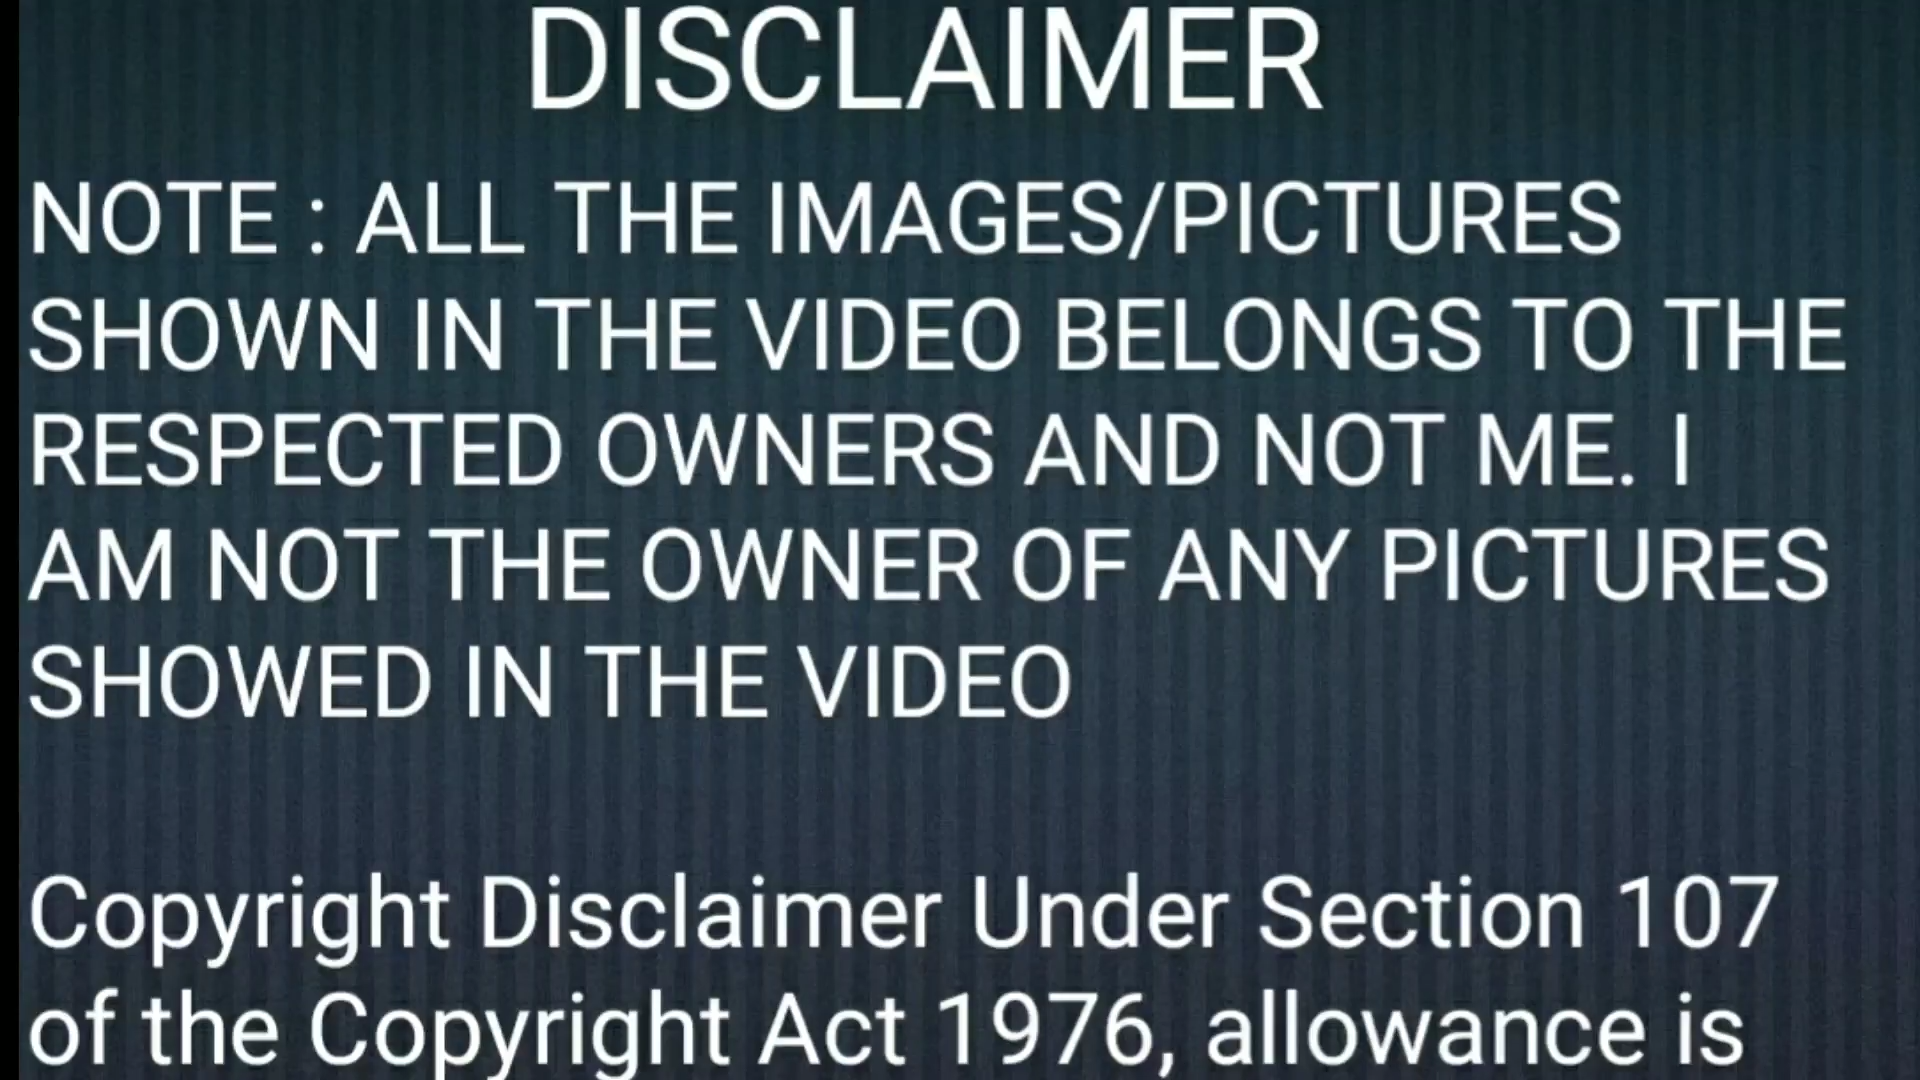 DISCLAIMER
NOTE : ALL THE IMAGES/PICTURES
SHOWN IN THE VIDEO BELONGS TO THE
RESPECTED OWNERS AND NOT ME. I
AM NOT THE OWNER OF ANY PICTURES
SHOWED IN THE VIDEO
Copyright Disclaimer Under Section 107
of the Copyright Act 1976, allowance is